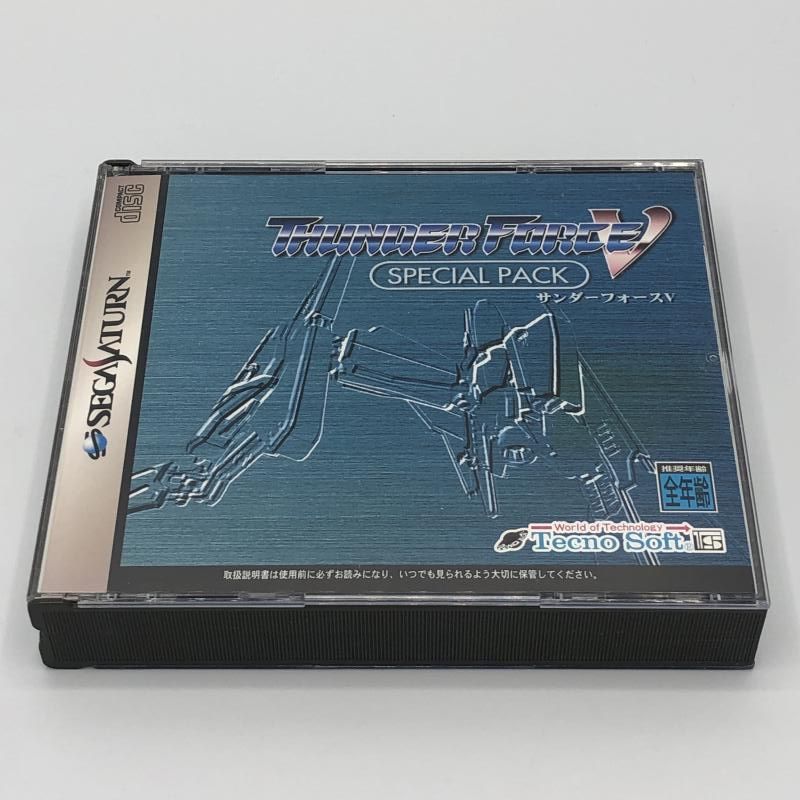 COMPACT
disc
SEGA SATURN™
THUNDER FORCE V
SPECIAL PACK
サンダーフォースV
推奨年齢
全年齢
World of Technology
Tecno Soft
取扱説明書は使用前に必ずお読みになり、いつでも見られるよう大切に保管してください。